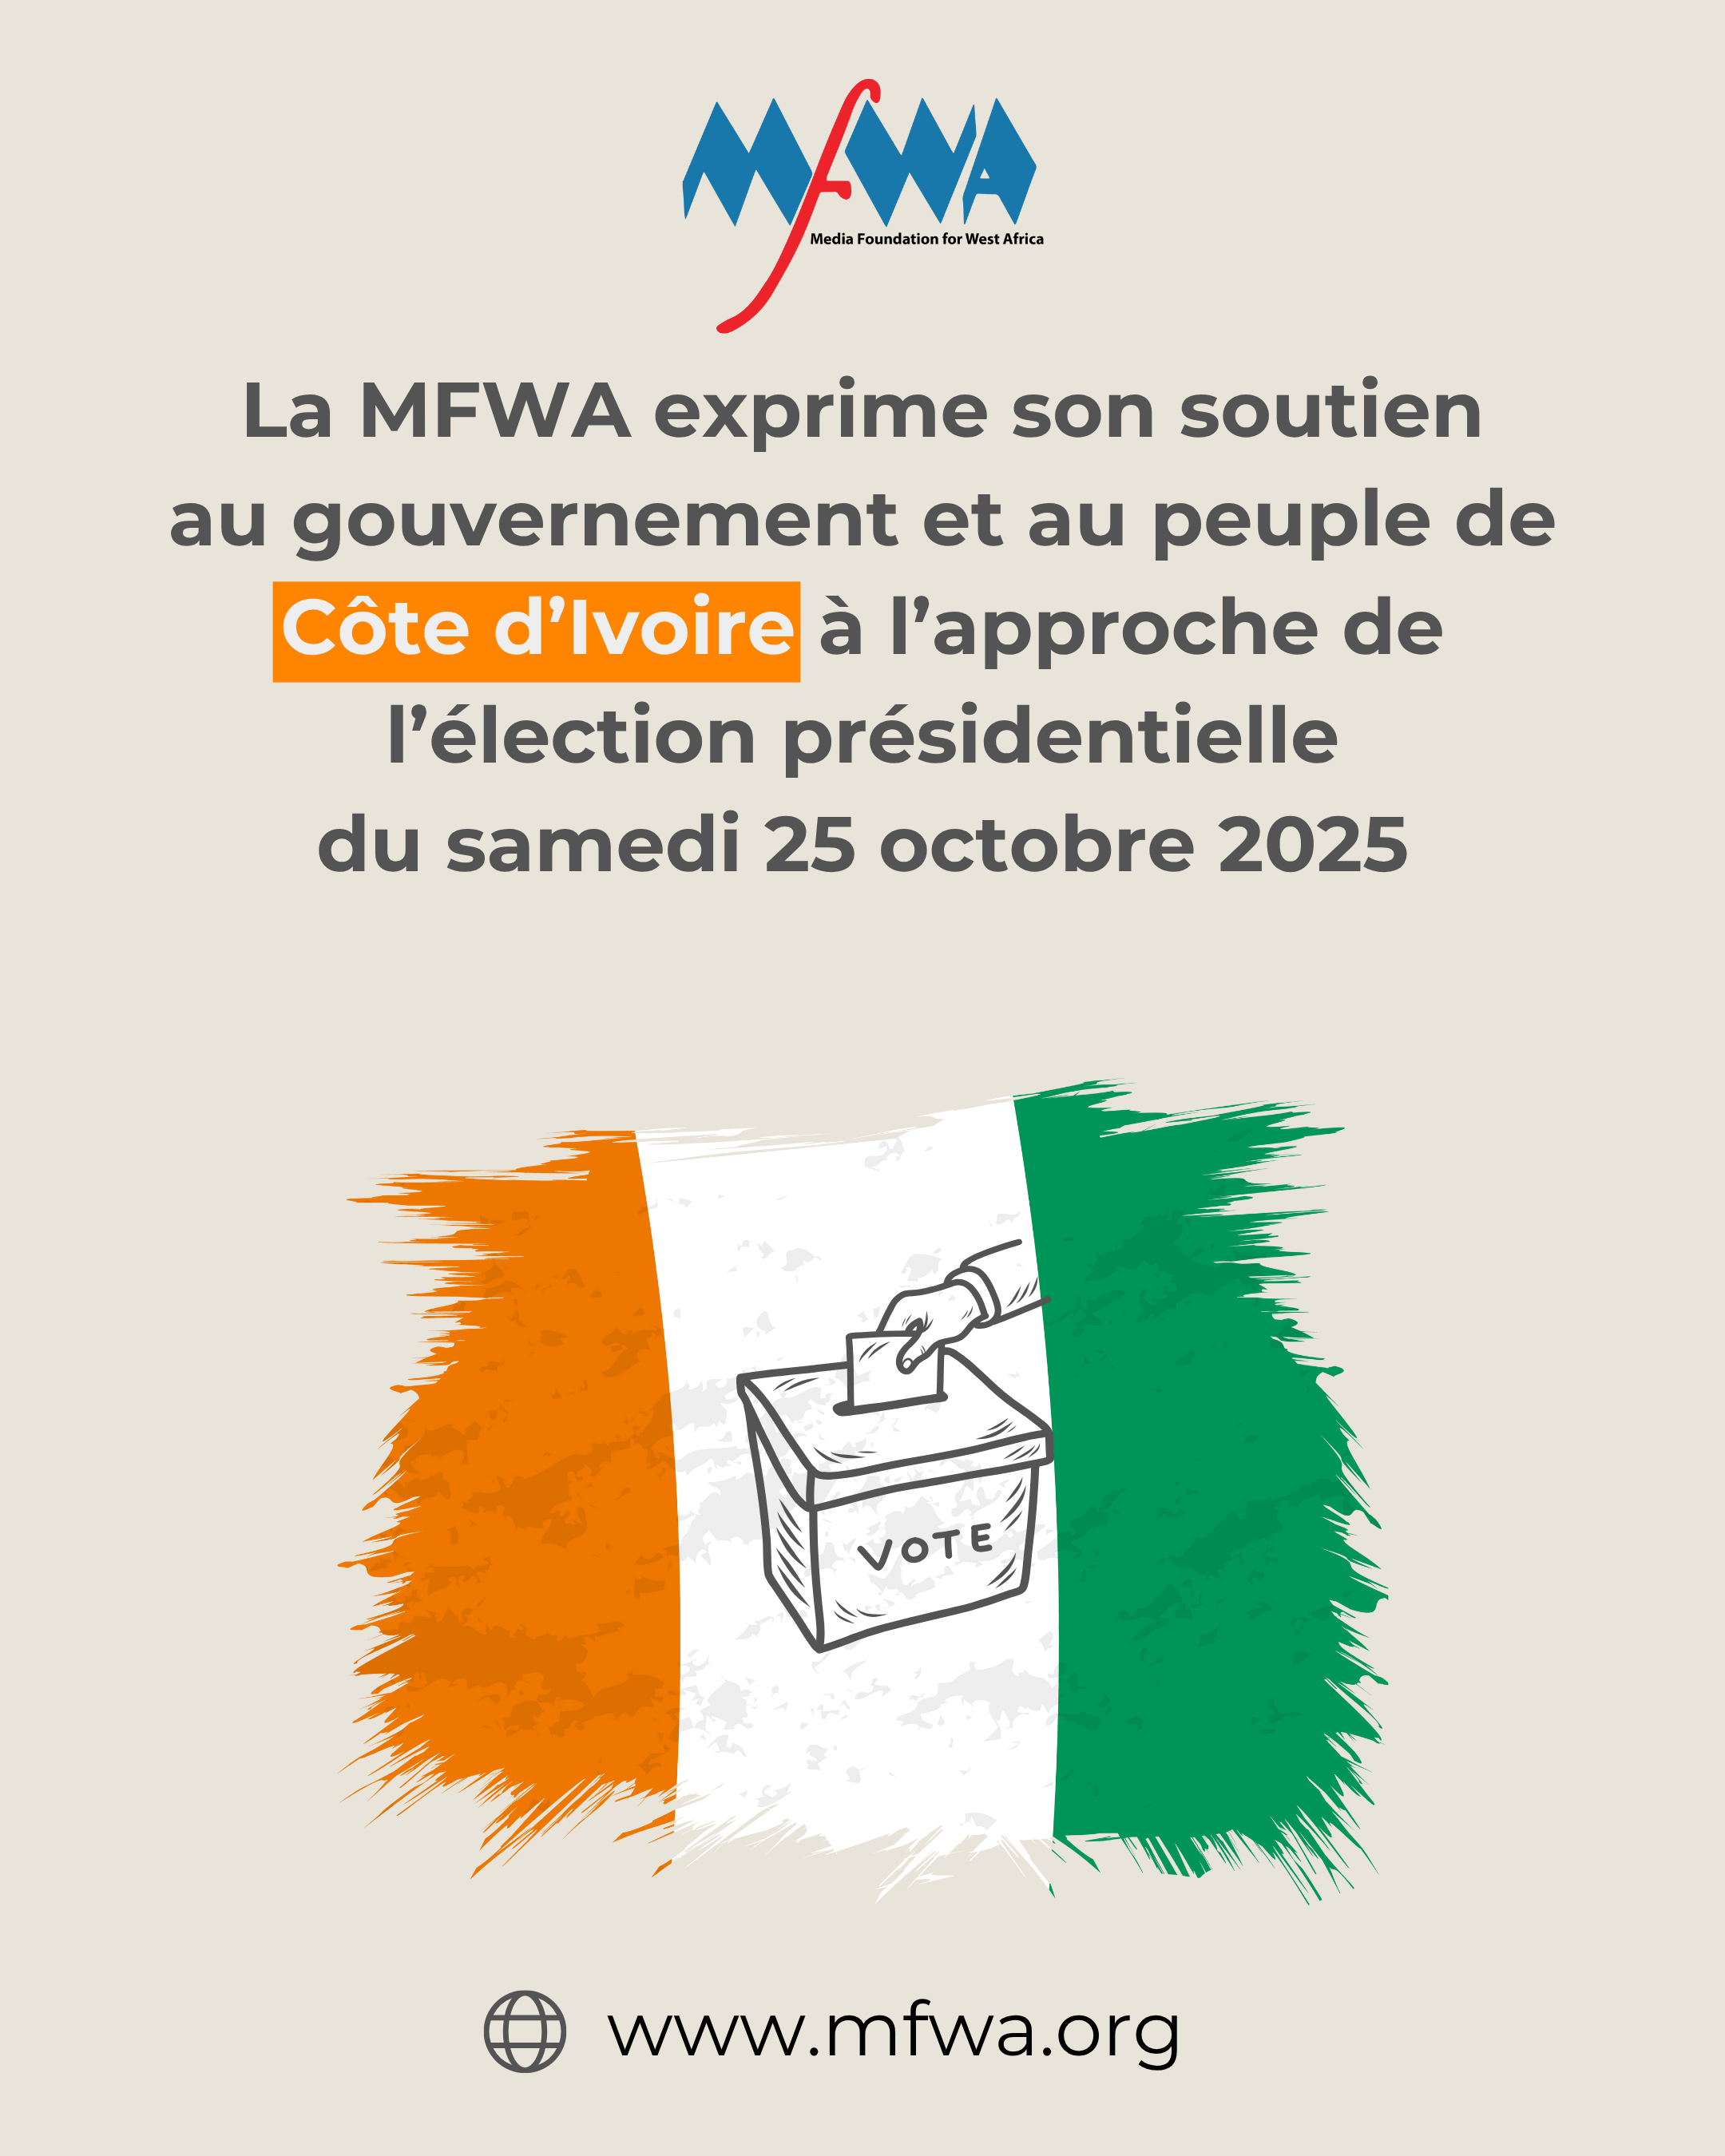 MfWA
Media Foundation for West Africa
La MFWA exprime son soutien
au gouvernement et au peuple de
Côte d’Ivoire à l’approche de
l’élection présidentielle
du samedi 25 octobre 2025
VOTE
www.mfwa.org